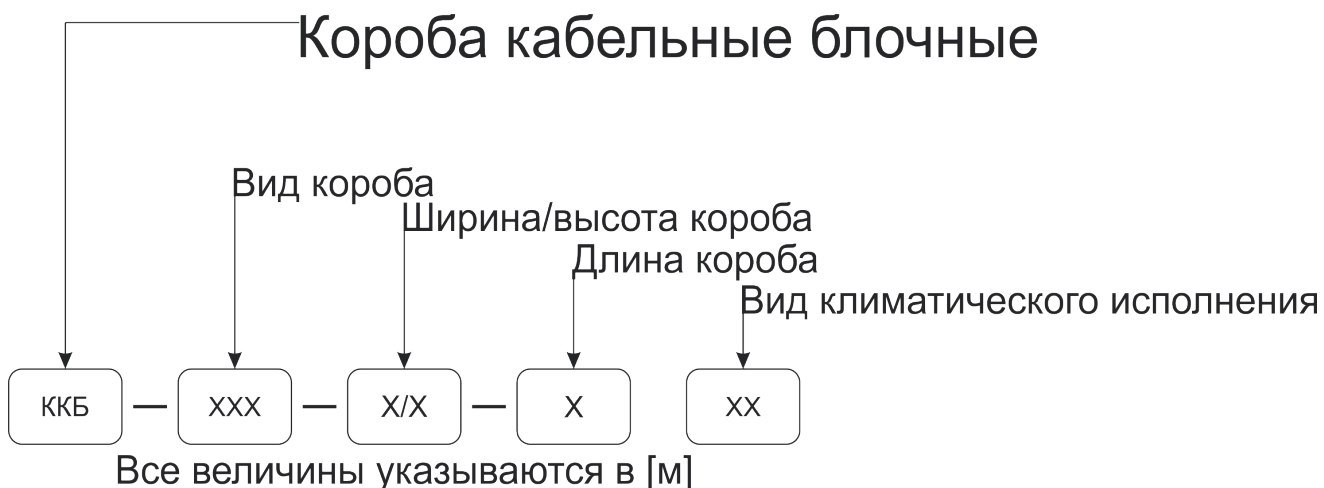 Короба кабельные блочные
Вид короба
Ширина/высота короба
Длина короба
Вид климатического исполнения
ККБ — ХХХ — Х/Х — Х ХХ
Все величины указываются в [м]